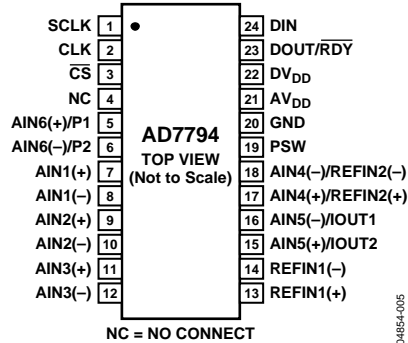 SCLK 1
CLK 2
C̅S̅ 3
NC 4
AIN6(+)/P1 5
AIN6(–)/P2 6
AIN1(+) 7
AIN1(–) 8
AIN2(+) 9
AIN2(–) 10
AIN3(+) 11
AIN3(–) 12
AD7794
TOP VIEW
(Not to Scale)
24 DIN
23 DOUT/R̅D̅Y̅
22 DVDD
21 AVDD
20 GND
19 PSW
18 AIN4(–)/REFIN2(–)
17 AIN4(+)/REFIN2(+)
16 AIN5(–)/IOUT1
15 AIN5(+)/IOUT2
14 REFIN1(–)
13 REFIN1(+)
NC = NO CONNECT
04854-005